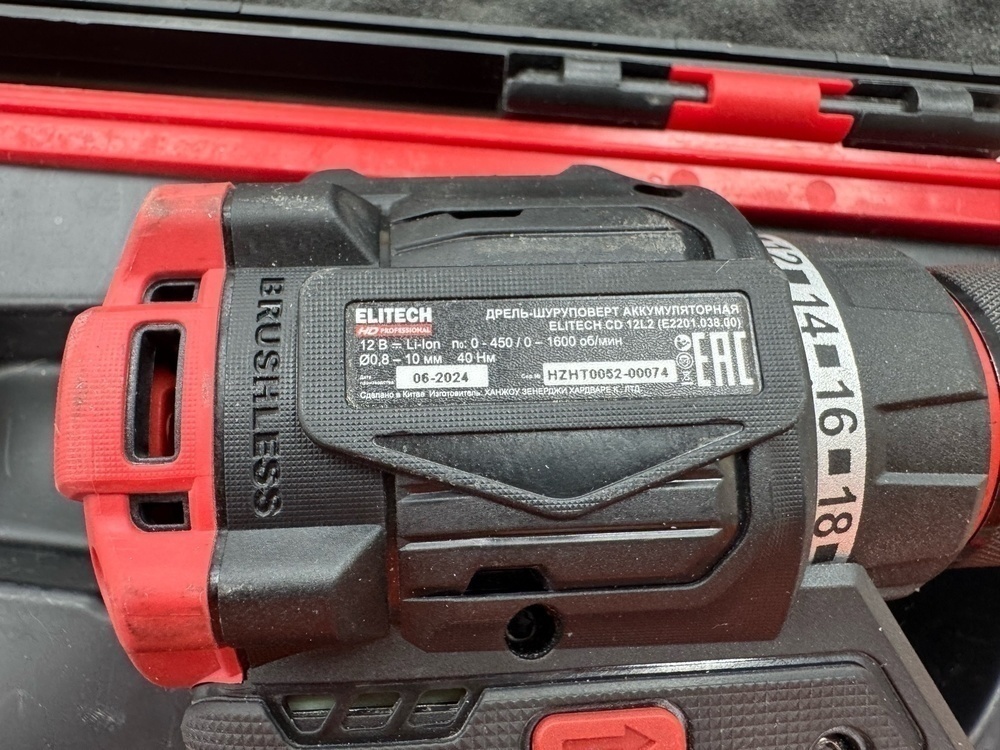 BRUSHLESS
ELITECH
HD PROFESSIONAL
ДРЕЛЬ-ШУРУПОВЕРТ АККУМУЛЯТОРНАЯ
ELITECH CD 12L2 (E2201.038.00)
12 В ⎓ Li-Ion n₀: 0 - 450 / 0 - 1600 об/мин
Ø0,8 – 10 мм 40 Нм
06-2024
HZHT0052-00074
EAC
Сделано в Китае Изготовитель: ХАНЖОУ ЗЕНЕРДЖИ ХАРДВАРЕ К., ЛТД.
12 14 16 18